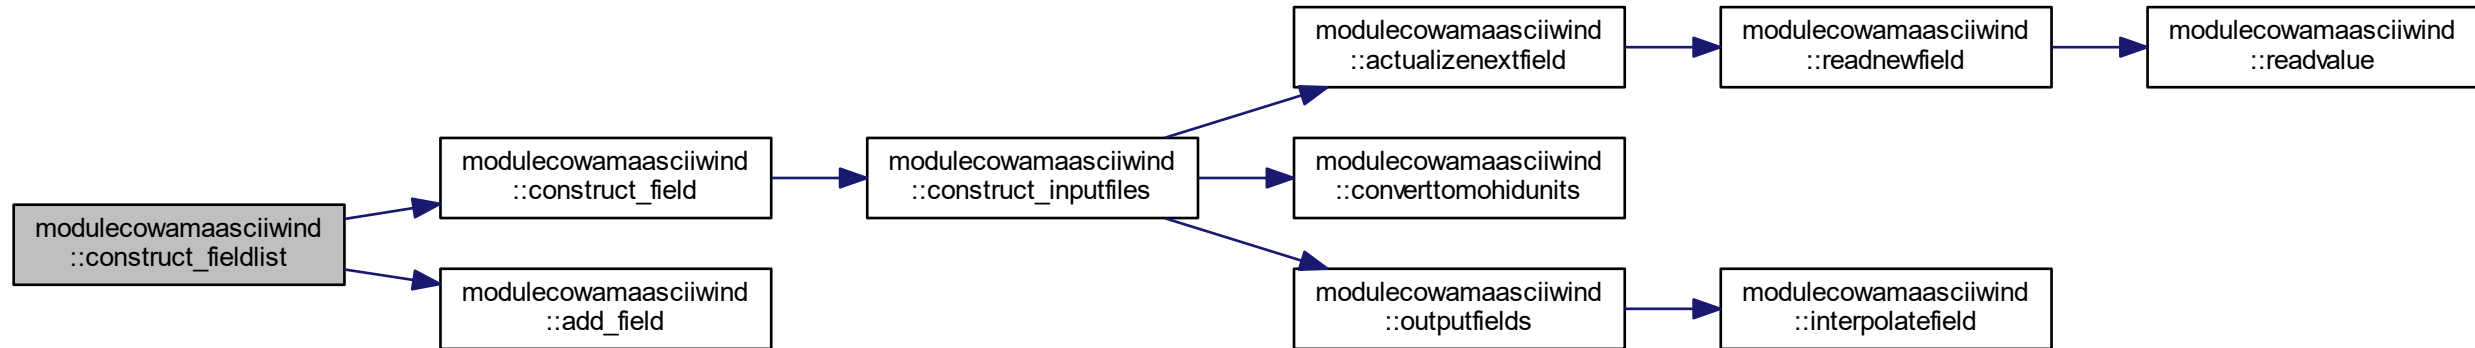 modulecowamaasciiwind
::construct_fieldlist
modulecowamaasciiwind
::construct_field
modulecowamaasciiwind
::add_field
modulecowamaasciiwind
::construct_inputfiles
modulecowamaasciiwind
::actualizenextfield
modulecowamaasciiwind
::converttomohidunits
modulecowamaasciiwind
::outputfields
modulecowamaasciiwind
::readnewfield
modulecowamaasciiwind
::interpolatefield
modulecowamaasciiwind
::readvalue